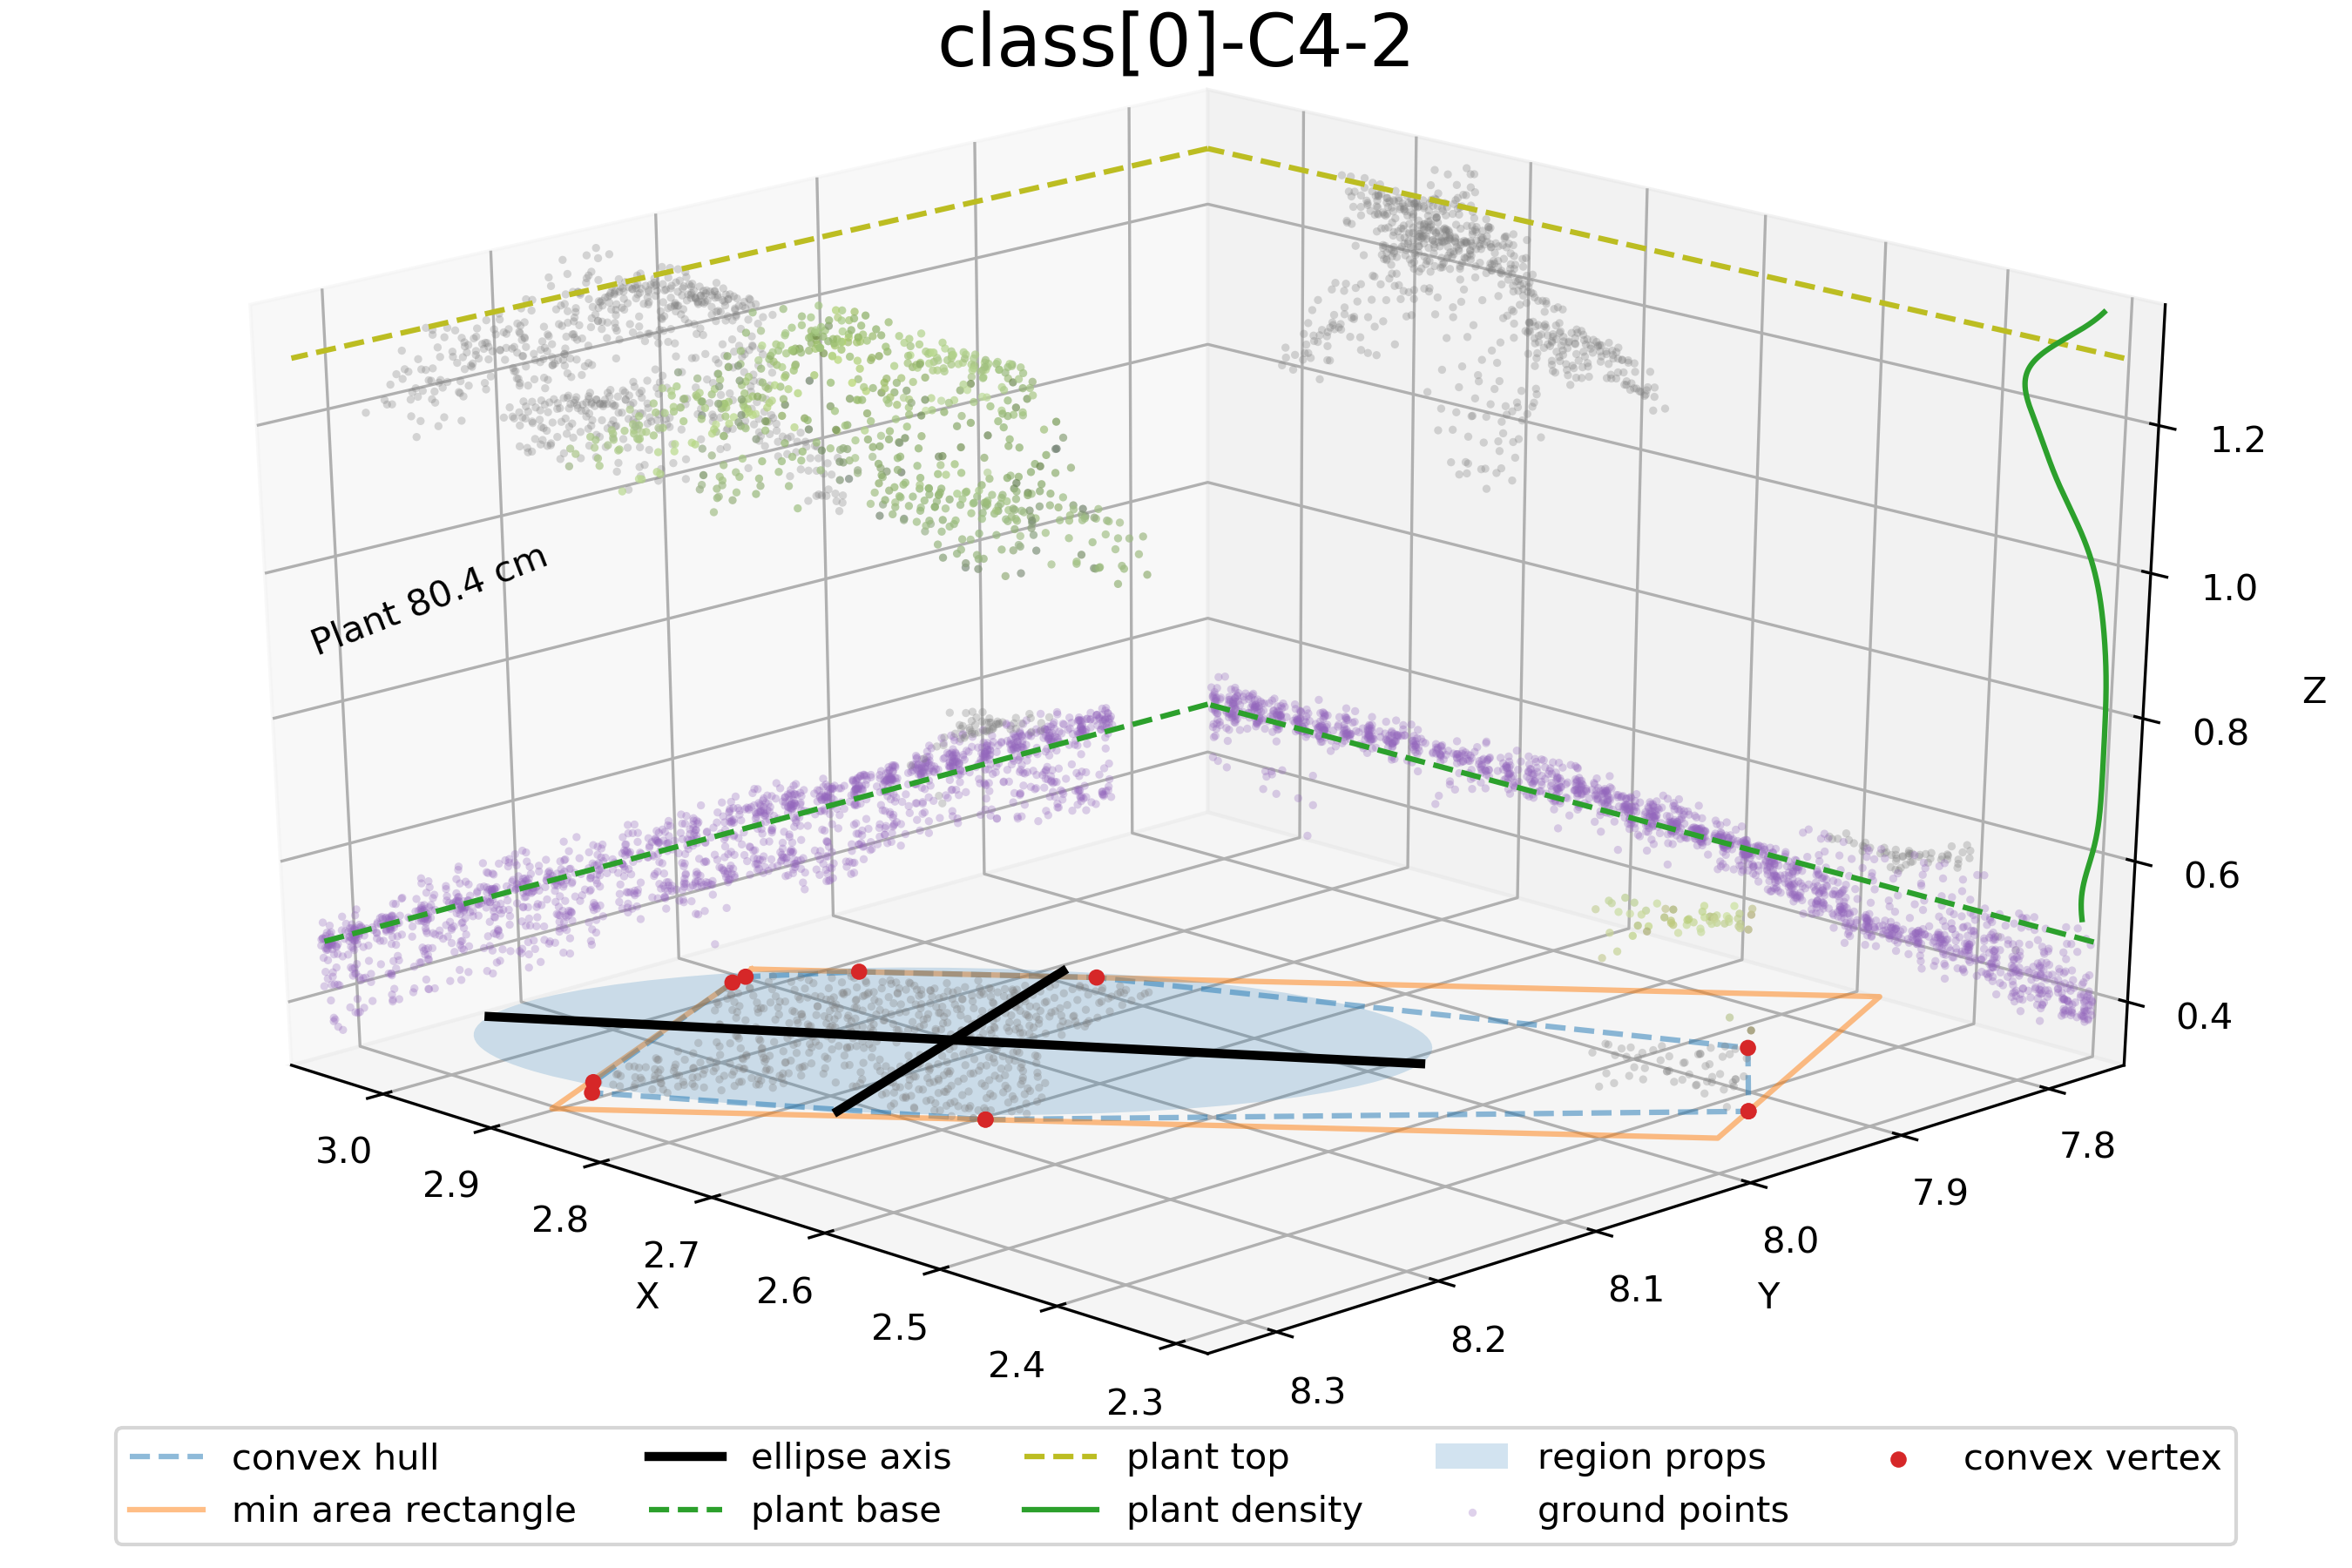 class[0]-C4-2
Plant 80.4 cm
1.2
1.0
Z
0.8
0.6
0.4
3.0
2.9
2.8
2.7
2.6
2.5
2.4
2.3
X
7.8
7.9
8.0
8.1
8.2
8.3
Y
convex hull
min area rectangle
ellipse axis
plant base
plant top
plant density
region props
ground points
convex vertex